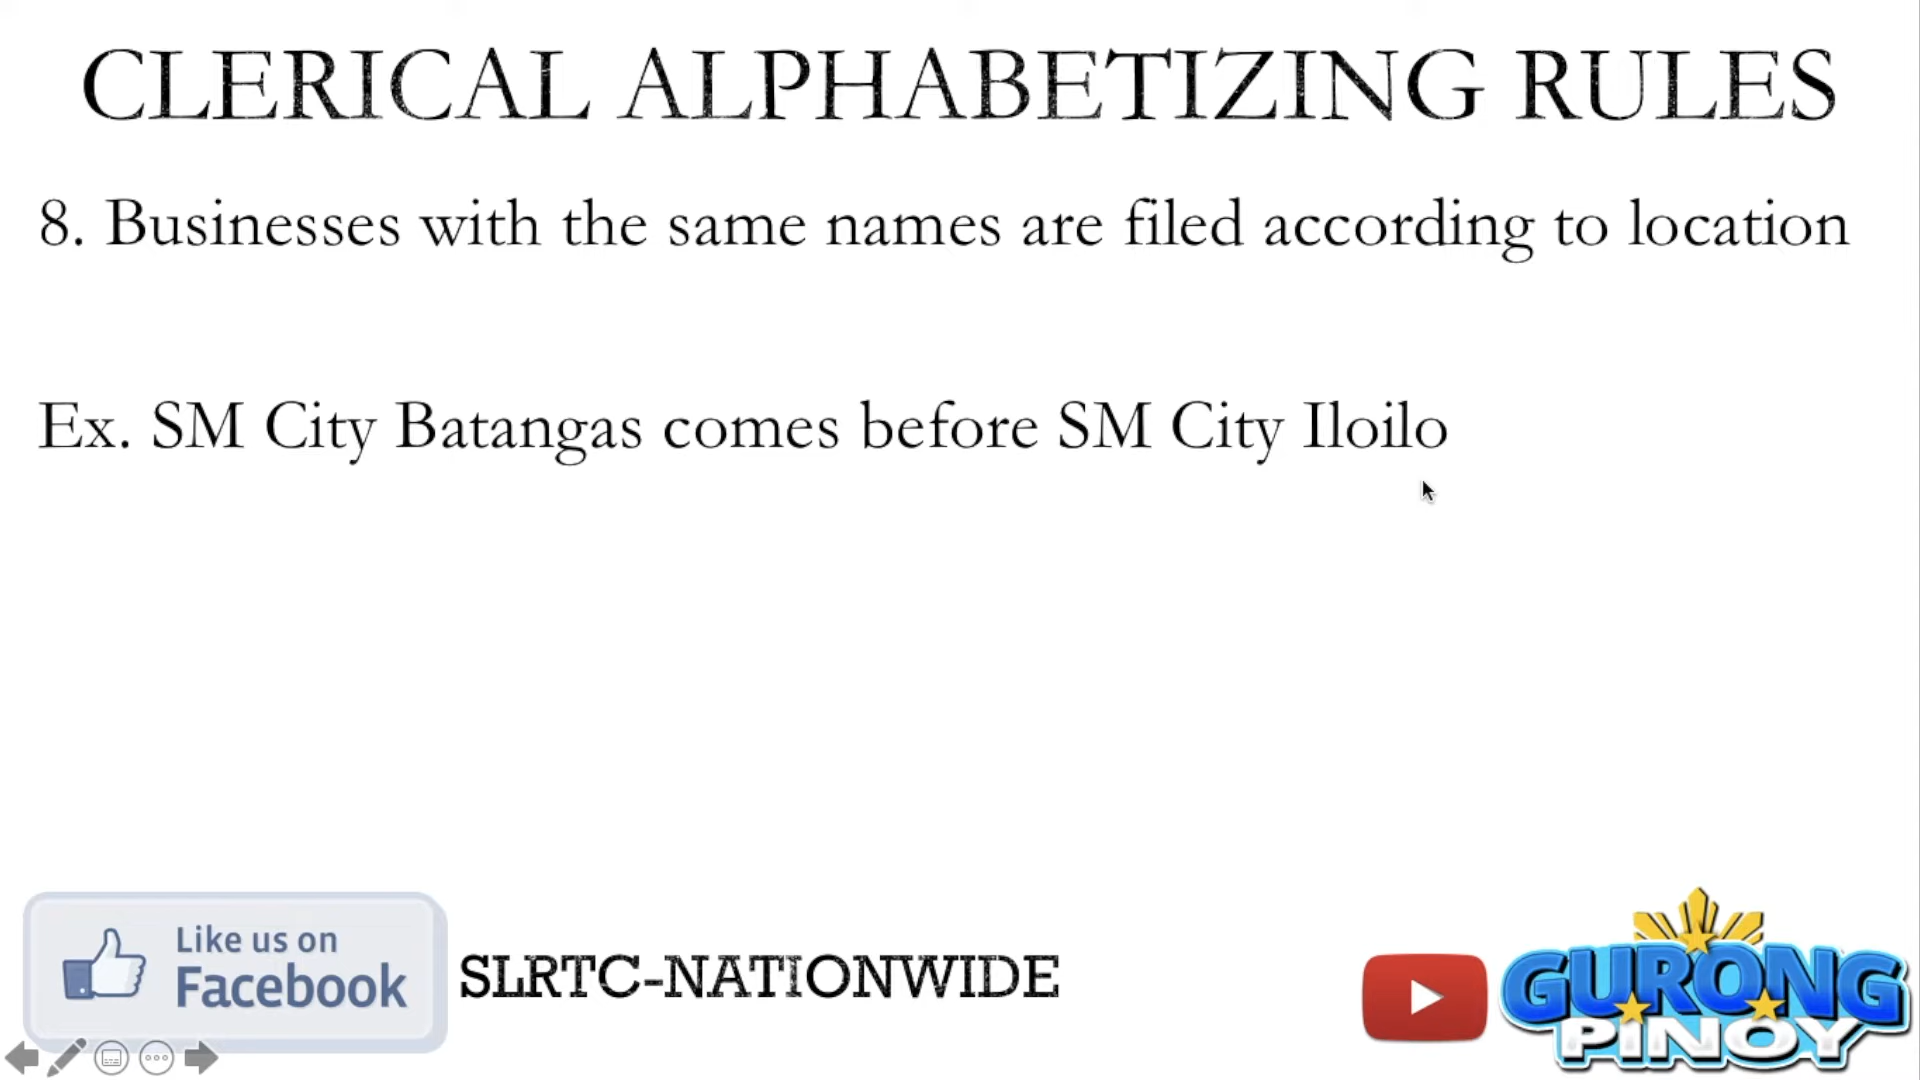 CLERICAL ALPHABETIZING RULES
8. Businesses with the same names are filed according to location
Ex. SM City Batangas comes before SM City Iloilo
Like us on
Facebook
SLRTC-NATIONWIDE
GURONG
PINOY